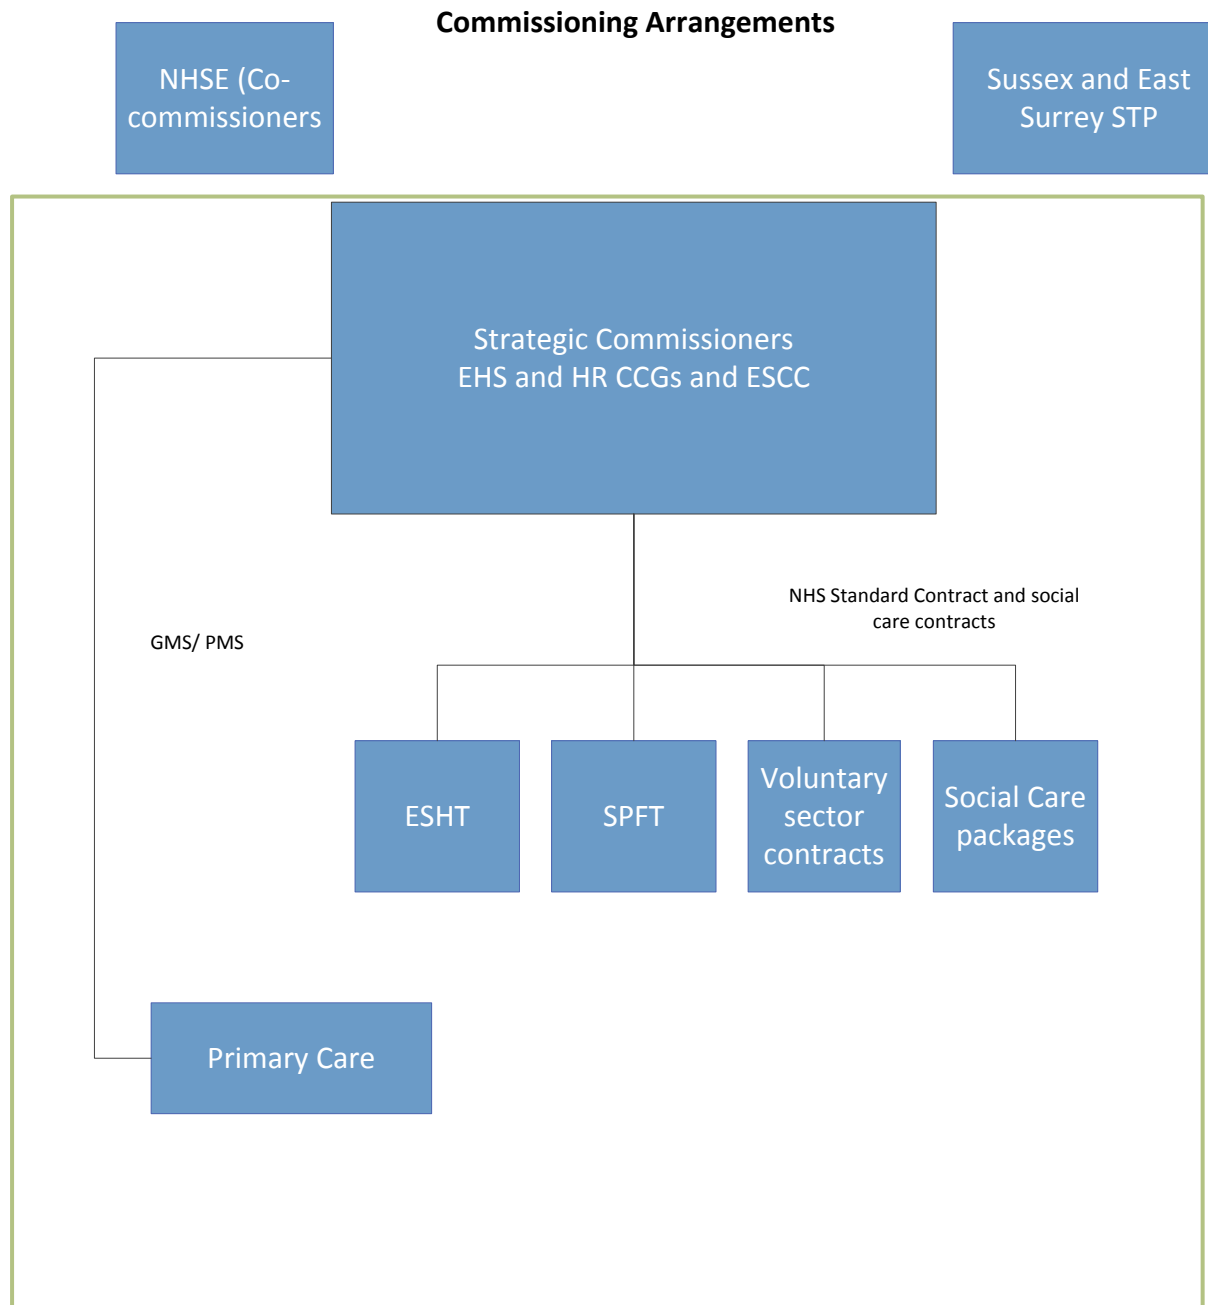 Commissioning Arrangements
NHSE (Co-
commissioners
Sussex and East
Surrey STP
Strategic Commissioners
EHS and HR CCGs and ESCC
NHS Standard Contract and social
care contracts
GMS/ PMS
ESHT
SPFT
Voluntary
sector
contracts
Social Care
packages
Primary Care